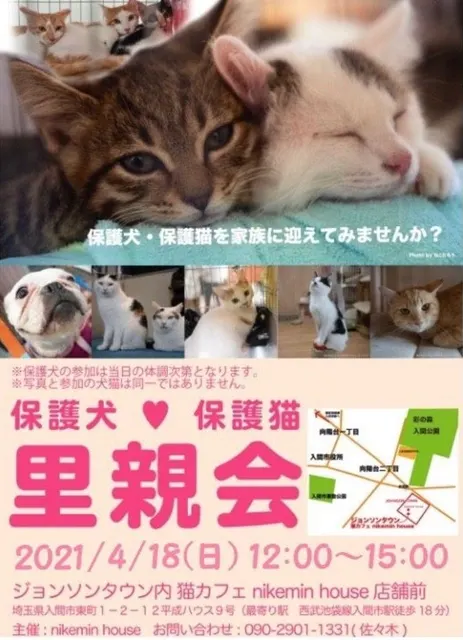 保護犬・保護猫を家族に迎えてみませんか？
※保護犬の参加は当日の体調次第となります。
※写真と参加の犬猫は同一ではありません。
保護犬 ♥ 保護猫
里親会
彩の森
入間公園
向陽台一丁目
入間市役所
向陽台二丁目
ジョンソンタウン
猫カフェ nikemin house
2021/4/18(日) 12:00～15:00
ジョンソンタウン内 猫カフェ nikemin house 店舗前
埼玉県入間市東町１－２－１２平成ハウス９号（最寄り駅　西武池袋線入間市駅徒歩18分）
主催 : nikemin house　お問い合わせ : 090-2901-1331( 佐々木 )